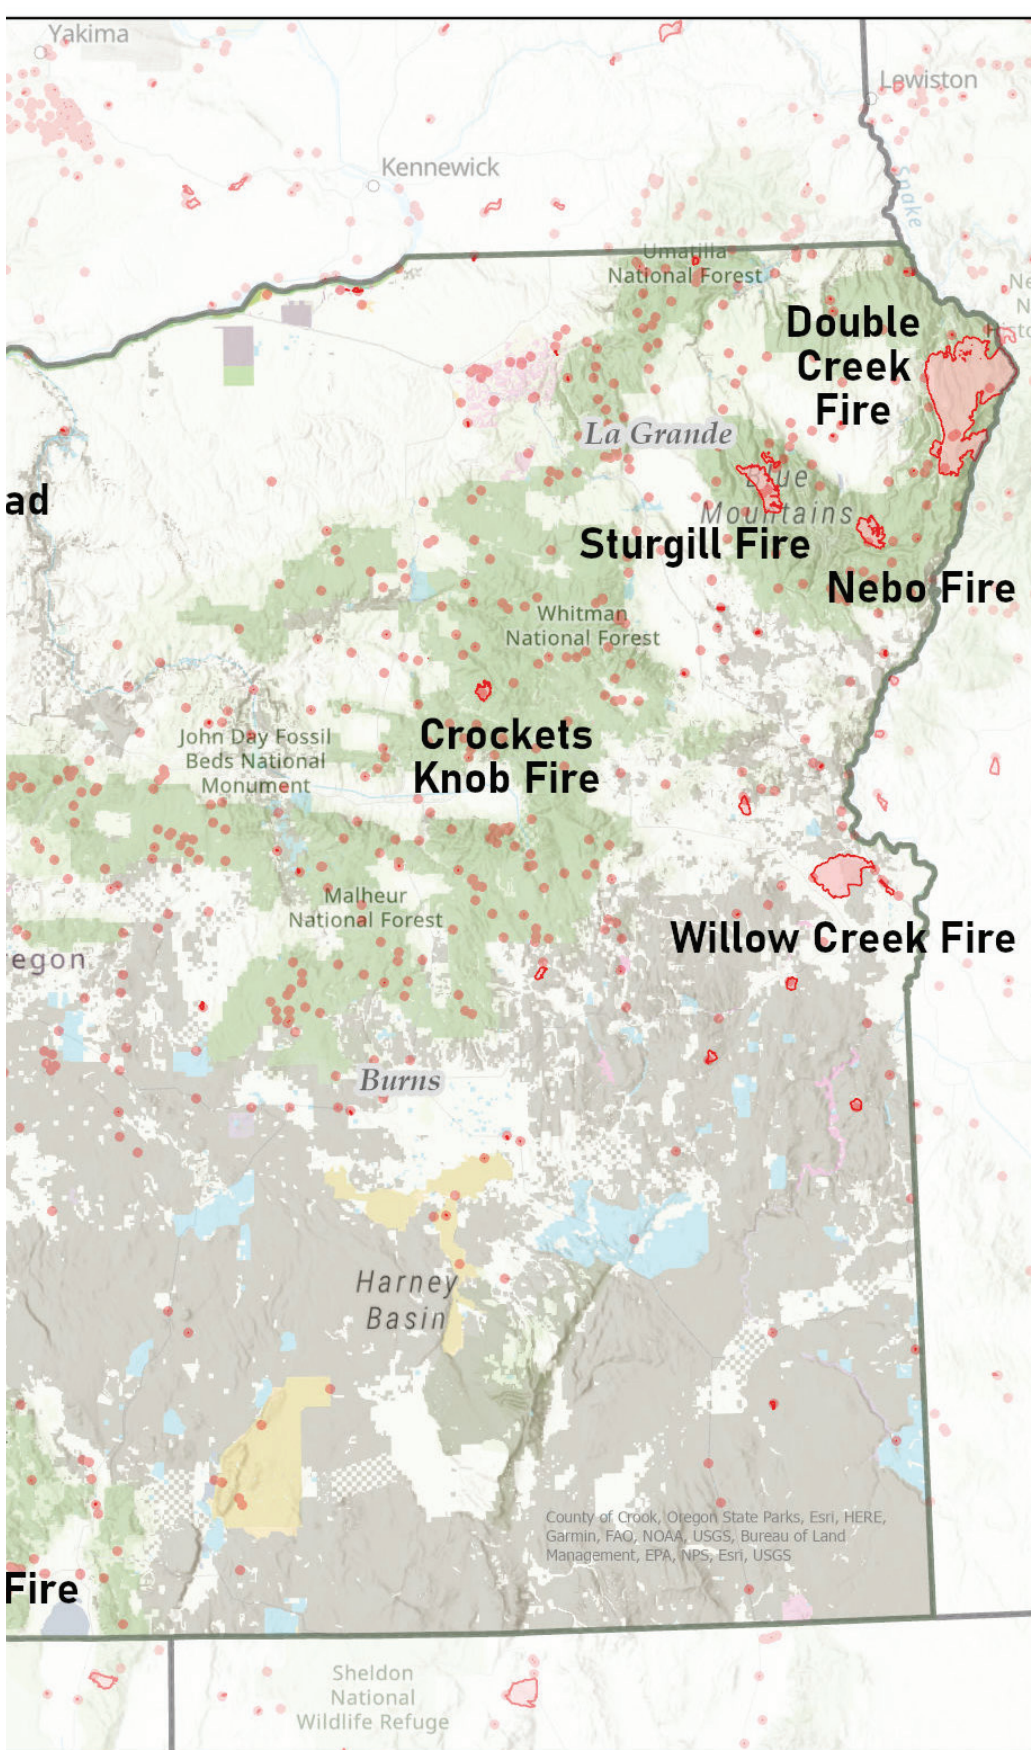 Yakima
Lewiston
Kennewick
Snake
Umatilla
National Forest
Ne
N
Histo
Double
Creek
Fire
La Grande
Blue
Mountains
ad
Sturgill Fire
Nebo Fire
Whitman
National Forest
Crockets
Knob Fire
John Day Fossil
Beds National
Monument
Malheur
National Forest
Willow Creek Fire
egon
Burns
Harney
Basin
County of Crook, Oregon State Parks, Esri, HERE,
Garmin, FAO, NOAA, USGS, Bureau of Land
Management, EPA, NPS, Esri, USGS
Fire
Sheldon
National
Wildlife Refuge